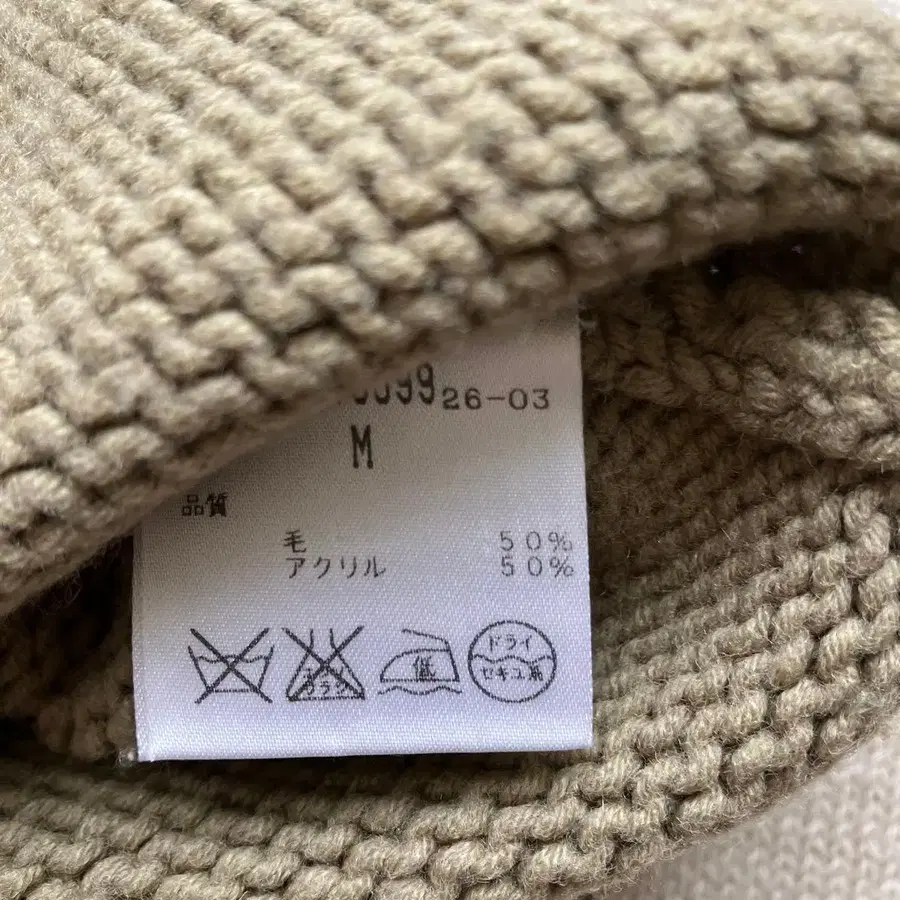 26-03
M
品質
毛 50%
アクリル 50%
低
ドライ
セキユ系